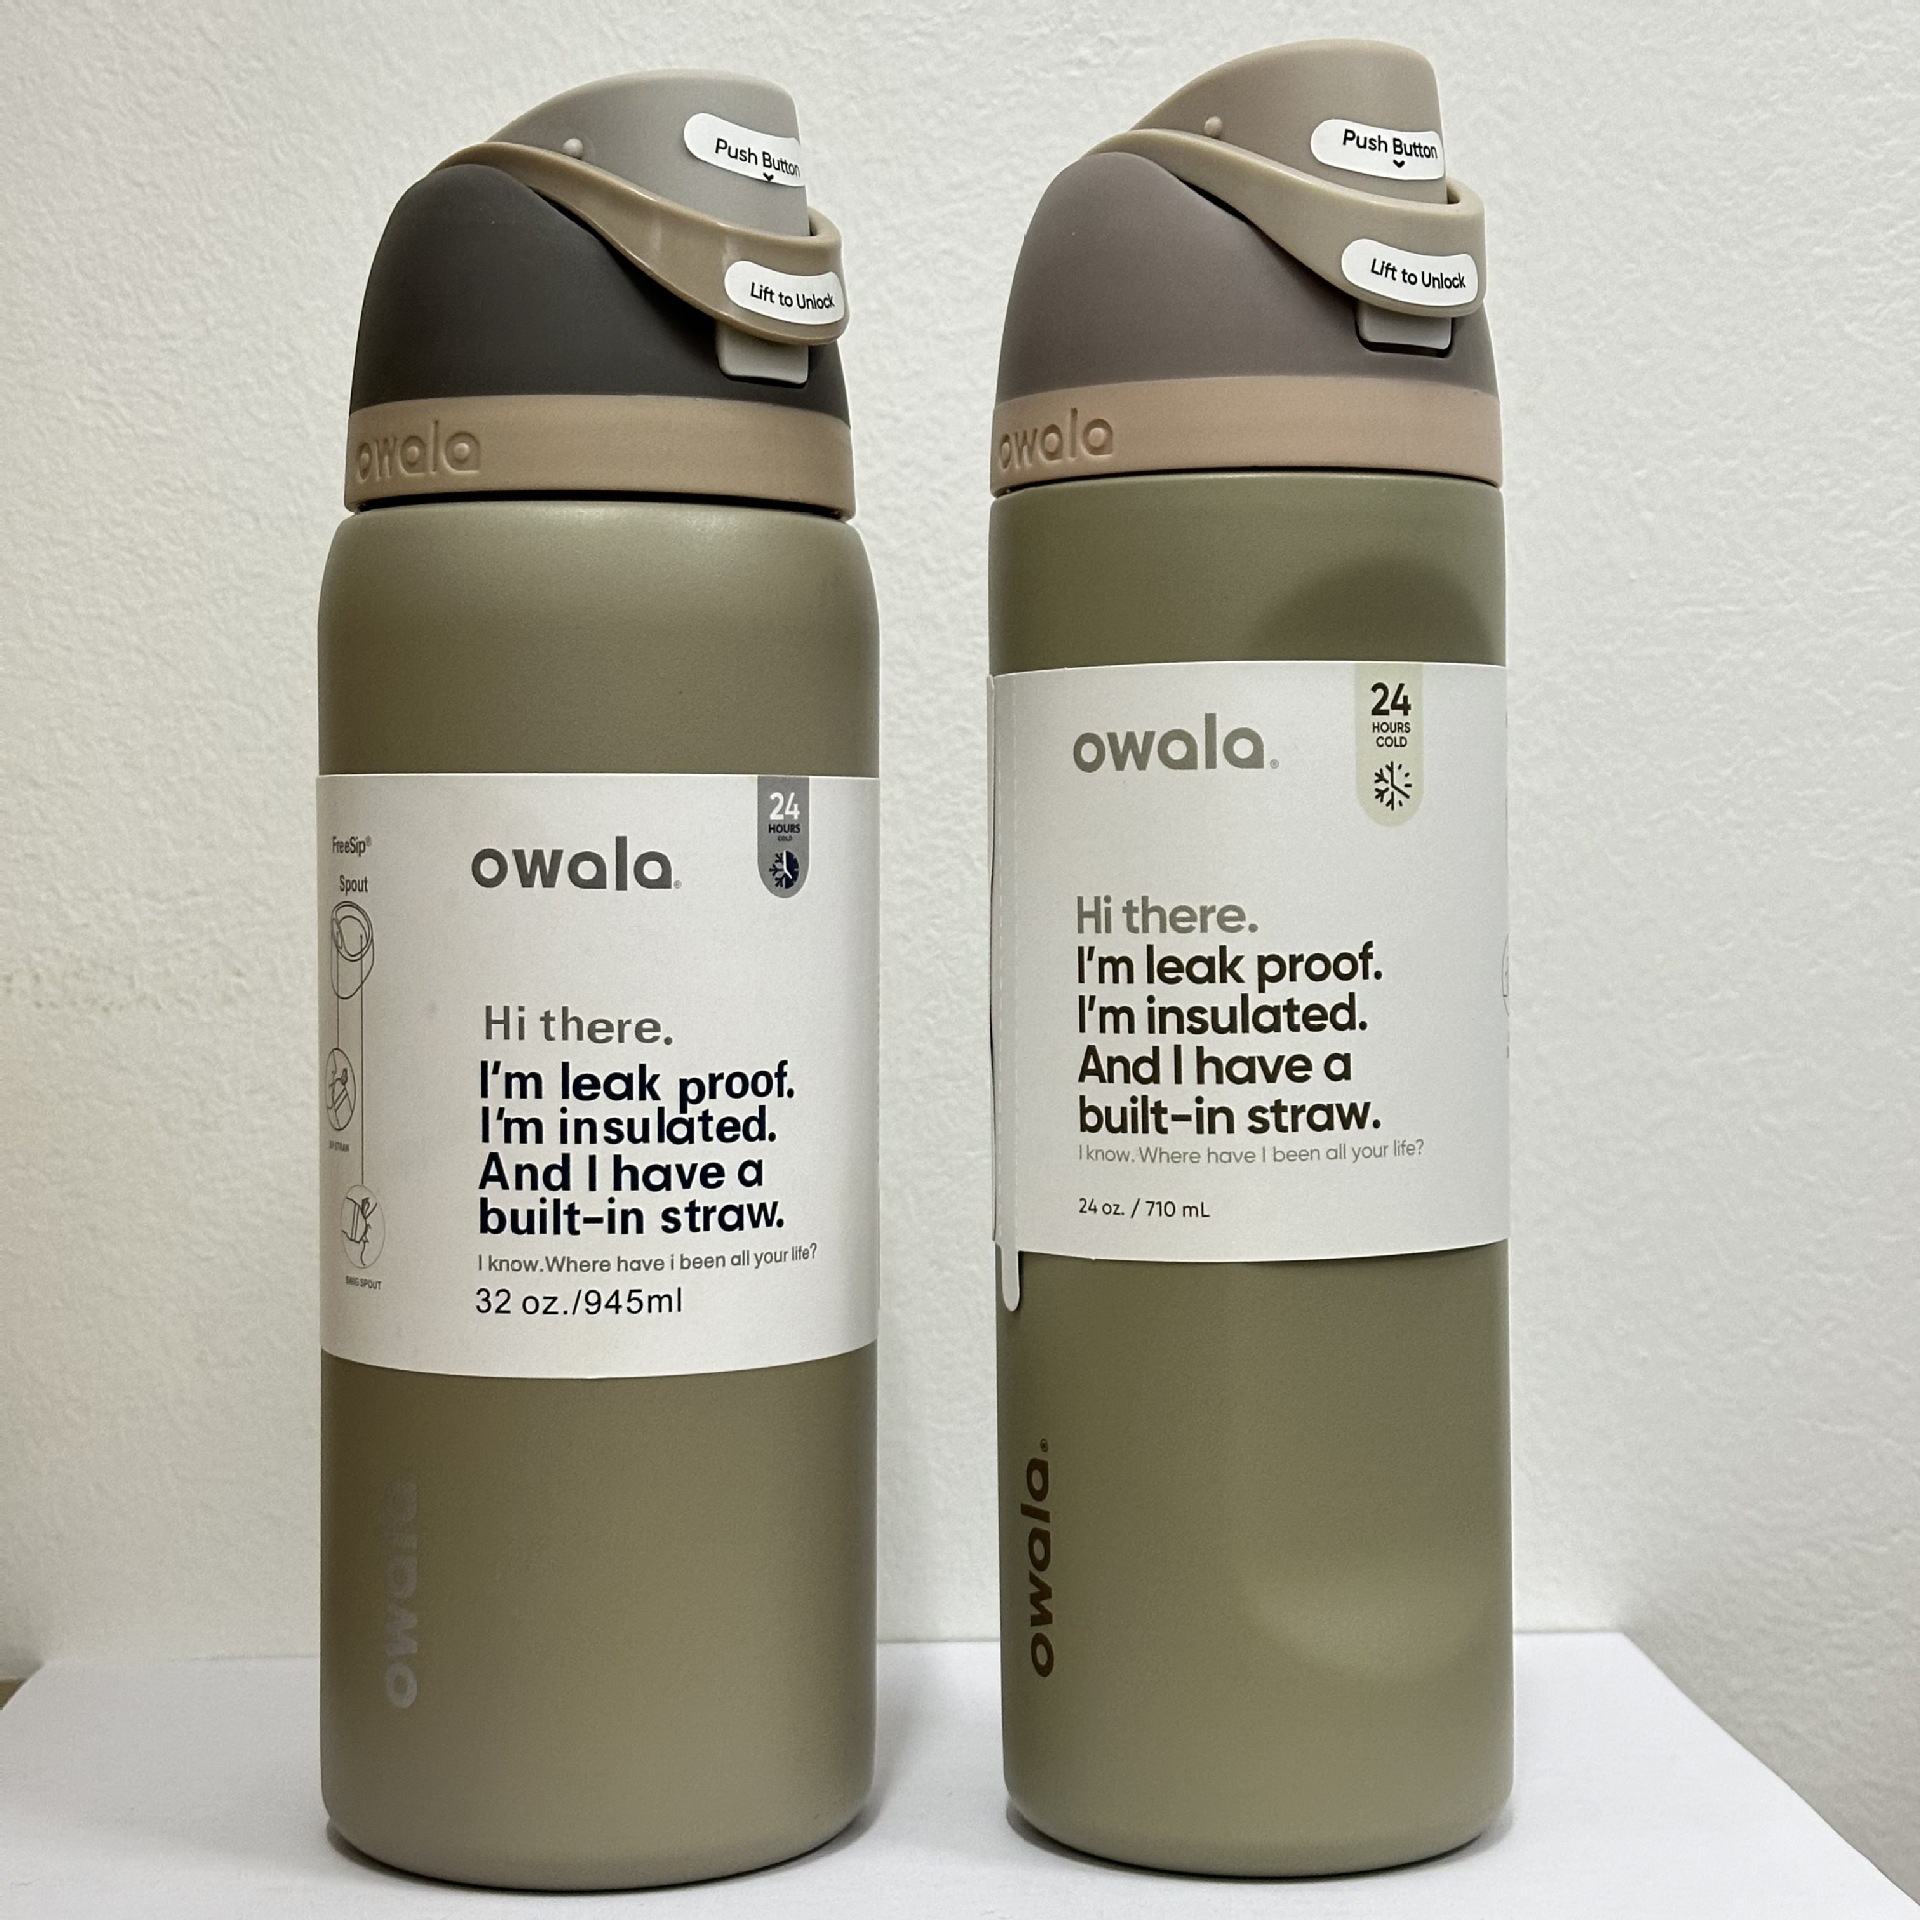 Push Button
Lift to Unlock
owala
FreeSip®
Spout
owala
24
HOURS
COLD
Hi there.
I'm leak proof.
I'm insulated.
And I have a
built-in straw.
I know.Where have i been all your life?
32 oz./945ml
owala
Push Button
Lift to Unlock
owala
owala®
24
HOURS
COLD
Hi there.
I'm leak proof.
I'm insulated.
And I have a
built-in straw.
I know. Where have I been all your life?
24 oz. / 710 mL
owala®